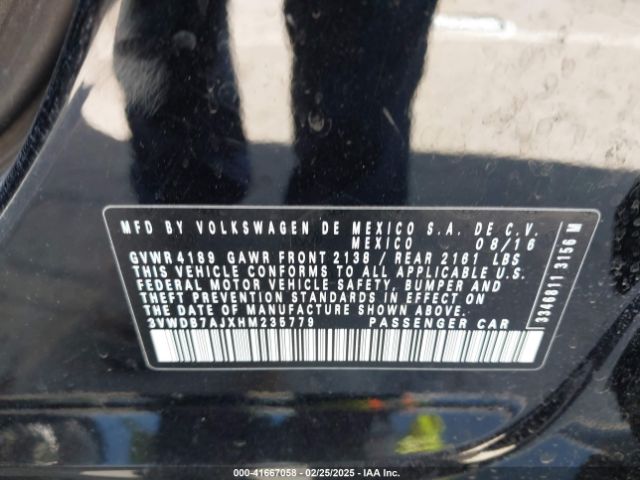 MFD BY VOLKSWAGEN DE MEXICO S.A. DE C.V.
MEXICO 08/16
GVWR 4189 GAWR FRONT 2138 / REAR 2161 LBS
THIS VEHICLE CONFORMS TO ALL APPLICABLE U.S.
FEDERAL MOTOR VEHICLE SAFETY, BUMPER AND
THEFT PREVENTION STANDARDS IN EFFECT ON
THE DATE OF MANUFACTURE SHOWN ABOVE.
3VWDB7AJXHM235779 PASSENGER CAR
3346811 3156 M
000-41667058 - 02/25/2025 - IAA Inc.